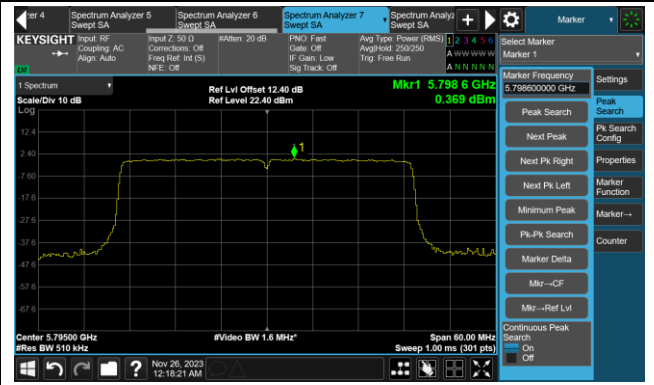 zer 4
Spectrum Analyzer 5
Swept SA
Spectrum Analyzer 6
Swept SA
Spectrum Analyzer 7
Swept SA
Spectrum Analyz
Swept SA
Marker
KEYSIGHT
Input: RF
Coupling: AC
Align: Auto
Input Z: 50 Ω
Corrections: Off
Freq Ref: Int (S)
NFE: Off
#Atten: 20 dB
PNO: Fast
Gate: Off
IF Gain: Low
Sig Track: Off
Avg Type: Power (RMS)
Avg|Hold: 250/250
Trig: Free Run
1 2 3 4 5 6
A W W W W W
A N N N N N
Select Marker
Marker 1
1 Spectrum
Scale/Div 10 dB
Log
Ref Lvl Offset 12.40 dB
Ref Level 22.40 dBm
Mkr1 5.798 6 GHz
0.369 dBm
12.4
2.40
-7.60
-17.6
-27.6
-37.6
-47.6
-57.6
-67.6
1
Center 5.79500 GHz
#Res BW 510 kHz
#Video BW 1.6 MHz*
Span 60.00 MHz
Sweep 1.00 ms (301 pts)
Marker Frequency
5.798600000 GHz
Peak Search
Next Peak
Next Pk Right
Next Pk Left
Minimum Peak
Pk-Pk Search
Marker Delta
Mkr→CF
Mkr→Ref Lvl
Continuous Peak
Search
On
Off
Settings
Peak
Search
Pk Search
Config
Properties
Marker
Function
Marker→
Counter
Nov 26, 2023
12:18:21 AM